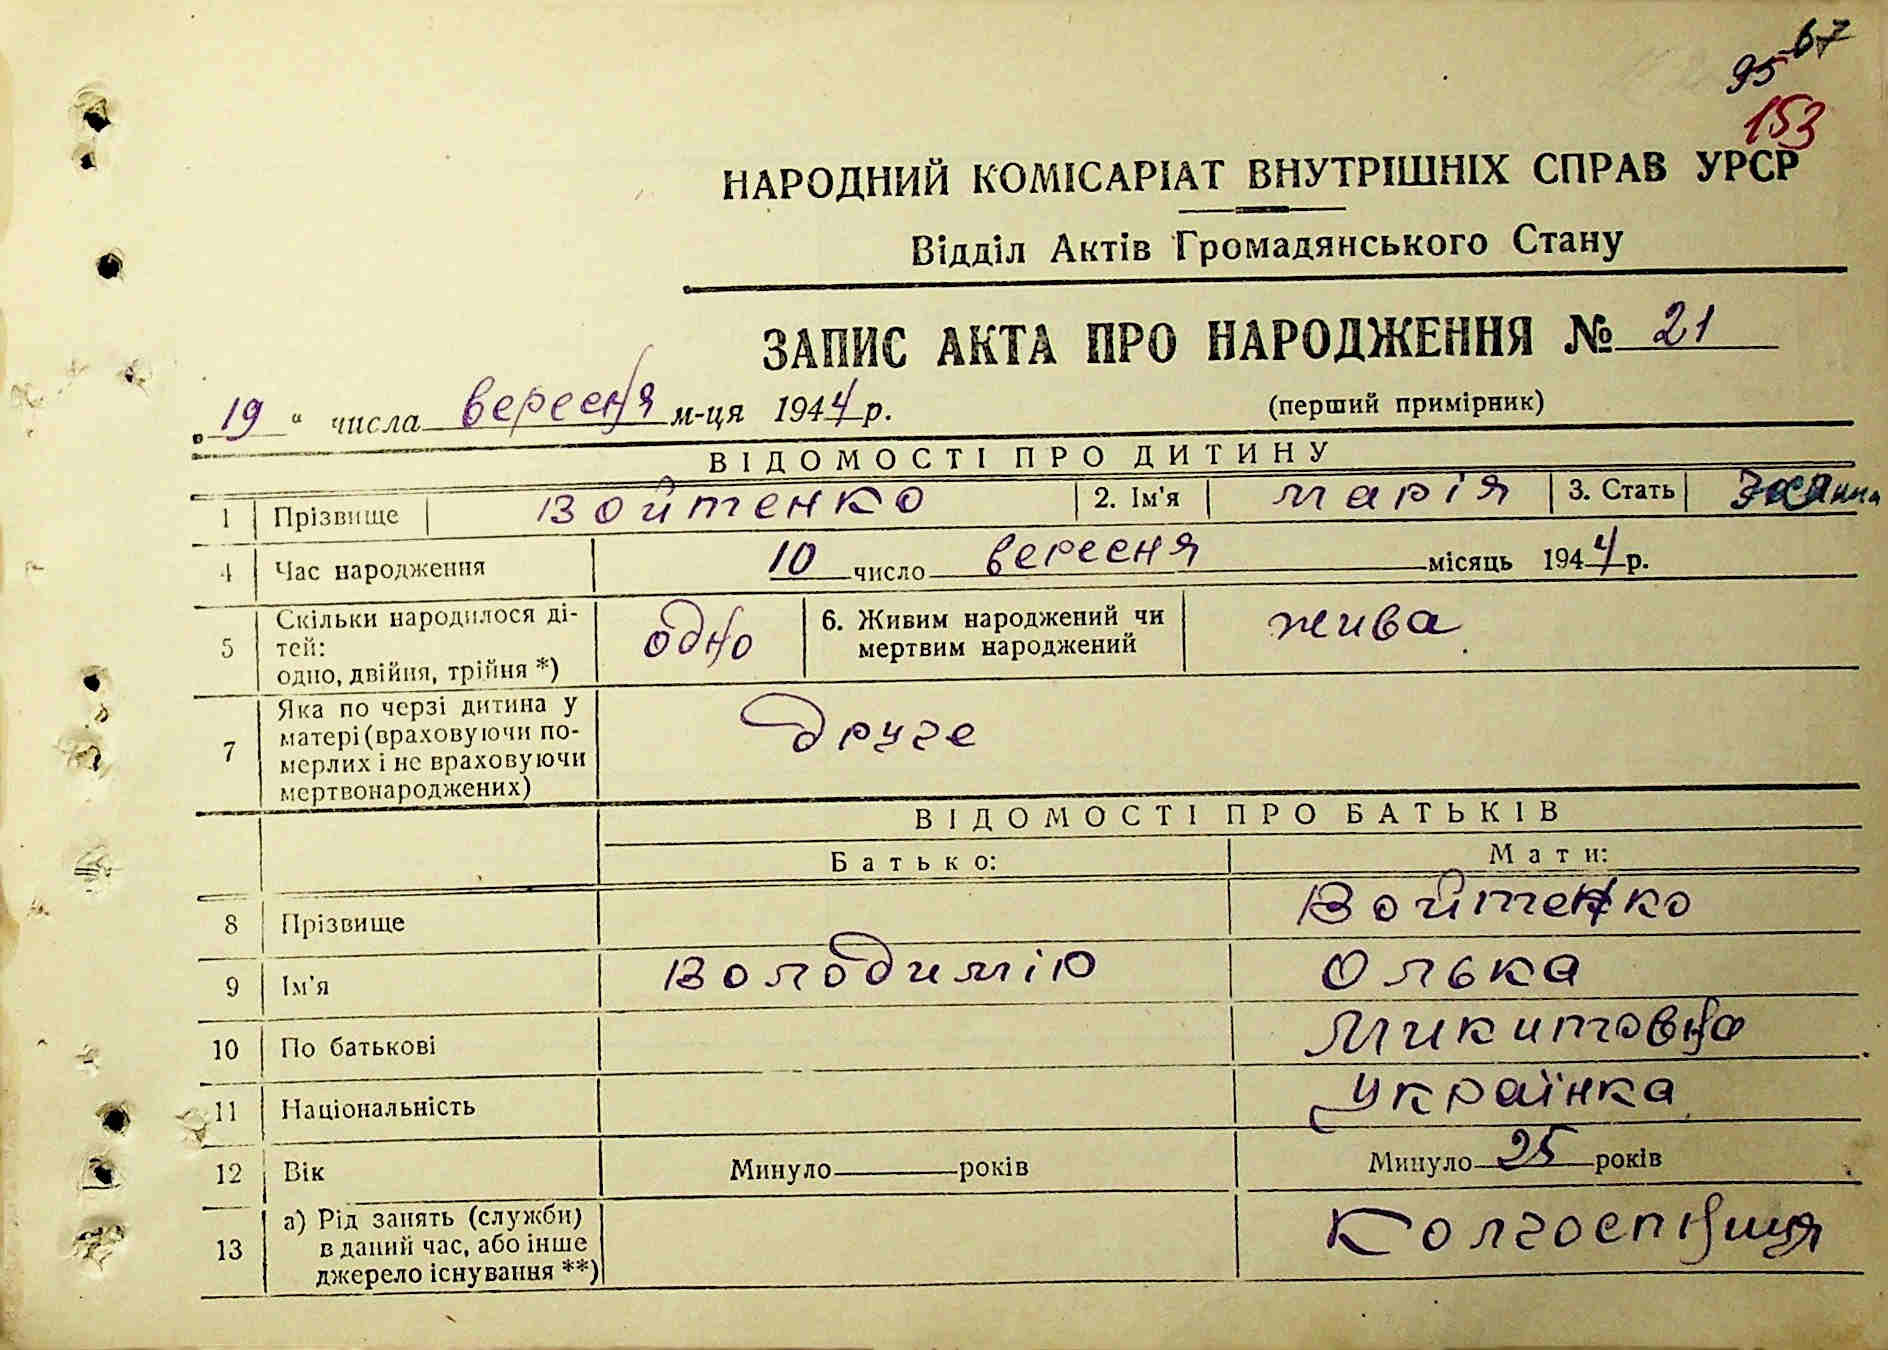 95 67
153
НАРОДНИЙ КОМІСАРІАТ ВНУТРІШНІХ СПРАВ УРСР
Відділ Актів Громадянського Стану
ЗАПИС АКТА ПРО НАРОДЖЕННЯ № 21
„19“ числа вересня м-ця 1944 р.
(перший примірник)
ВІДОМОСТІ ПРО ДИТИНУ
1 Прізвище Войтенко 2. Ім'я Марія 3. Стать
4 Час народження 10 число вересня місяць 1944 р.
5 Скільки народилося ді-
тей:
одно, двійня, трійня *)
одно
6. Живим народжений чи
мертвим народжений
жива
7 Яка по черзі дитина у
матері (враховуючи по-
мерлих і не враховуючи
мертвонароджених)
друге
ВІДОМОСТІ ПРО БАТЬКІВ
Батько: Мати:
8 Прізвище Войтенко
9 Ім'я Володимір Олька
10 По батькові Микитовна
11 Національність Українка
12 Вік Минуло років Минуло 25 років
13 а) Рід занять (служби)
в даний час, або інше
джерело існування **)
Колгоспниця